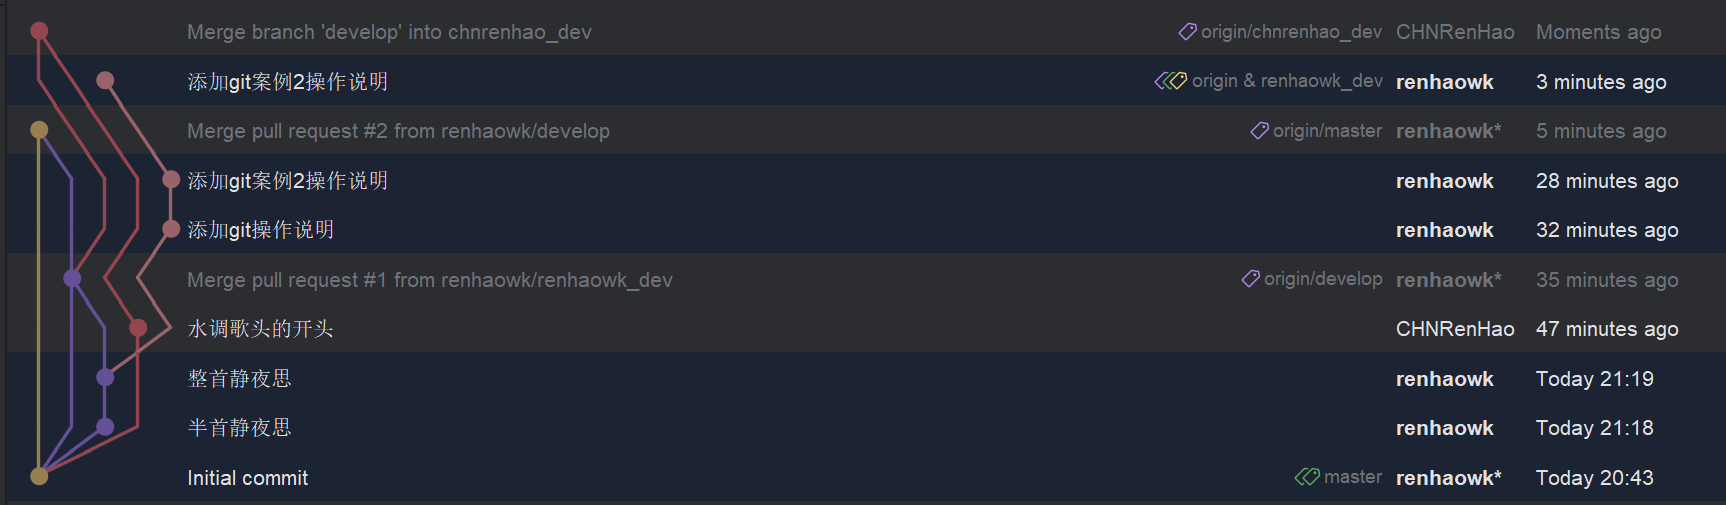 Merge branch 'develop' into chnrenhao_dev origin/chnrenhao_dev CHNRenHao Moments ago
添加git案例2操作说明 origin & renhaowk_dev renhaowk 3 minutes ago
Merge pull request #2 from renhaowk/develop origin/master renhaowk* 5 minutes ago
添加git案例2操作说明 renhaowk 28 minutes ago
添加git操作说明 renhaowk 32 minutes ago
Merge pull request #1 from renhaowk/renhaowk_dev origin/develop renhaowk* 35 minutes ago
水调歌头的开头 CHNRenHao 47 minutes ago
整首静夜思 renhaowk Today 21:19
半首静夜思 renhaowk Today 21:18
Initial commit master renhaowk* Today 20:43